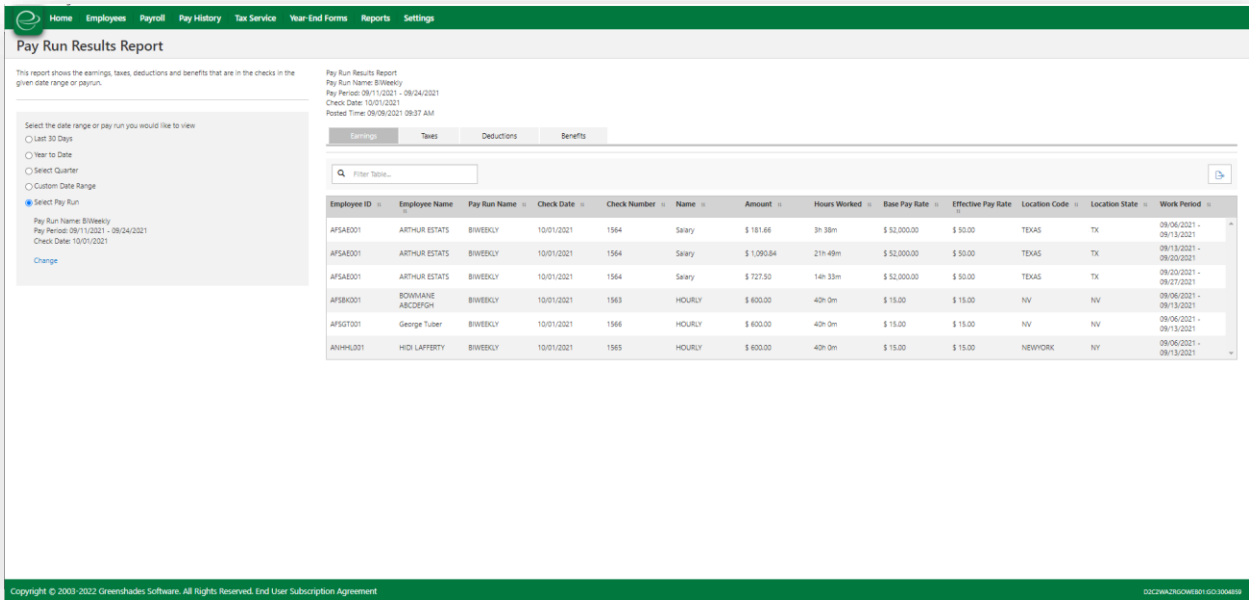 Home Employees Payroll Pay History Tax Service Year-End Forms Reports Settings
Pay Run Results Report
This report shows the earnings, taxes, deductions and benefits that are in the checks in the
given date range or payrun.
Select the date range or pay run you would like to view
Last 30 Days
Year to Date
Select Quarter
Custom Date Range
Select Pay Run
Pay Run Name: BiWeekly
Pay Period: 09/11/2021 - 09/24/2021
Check Date: 10/01/2021
Change
Pay Run Results Report
Pay Run Name: BiWeekly
Pay Period: 09/11/2021 - 09/24/2021
Check Date: 10/01/2021
Posted Time: 09/09/2021 09:37 AM
Earnings Taxes Deductions Benefits
Filter Table...
Employee ID Employee Name Pay Run Name Check Date Check Number Name Amount Hours Worked Base Pay Rate Effective Pay Rate Location Code Location State Work Period
AFSAE001 ARTHUR ESTATS BIWEEKLY 10/01/2021 1564 Salary $ 181.66 3h 38m $ 52,000.00 $ 50.00 TEXAS TX 09/06/2021 -
09/13/2021
AFSAE001 ARTHUR ESTATS BIWEEKLY 10/01/2021 1564 Salary $ 1,090.84 21h 49m $ 52,000.00 $ 50.00 TEXAS TX 09/13/2021 -
09/20/2021
AFSAE001 ARTHUR ESTATS BIWEEKLY 10/01/2021 1564 Salary $ 727.50 14h 33m $ 52,000.00 $ 50.00 TEXAS TX 09/20/2021 -
09/27/2021
AFSBK001 BOWMANE BIWEEKLY 10/01/2021 1563 HOURLY $ 600.00 40h 0m $ 15.00 $ 15.00 NV NV 09/06/2021 -
ABCDEFGH 09/13/2021
AFSGT001 George Tuber BIWEEKLY 10/01/2021 1566 HOURLY $ 600.00 40h 0m $ 15.00 $ 15.00 NV NV 09/06/2021 -
09/13/2021
ANHHL001 HIDI LAFFERTY BIWEEKLY 10/01/2021 1565 HOURLY $ 600.00 40h 0m $ 15.00 $ 15.00 NEWYORK NY 09/06/2021 -
09/13/2021
Copyright © 2003-2022 Greenshades Software. All Rights Reserved. End User Subscription Agreement
D2C2WAZRGOWEB01:GO:3004859